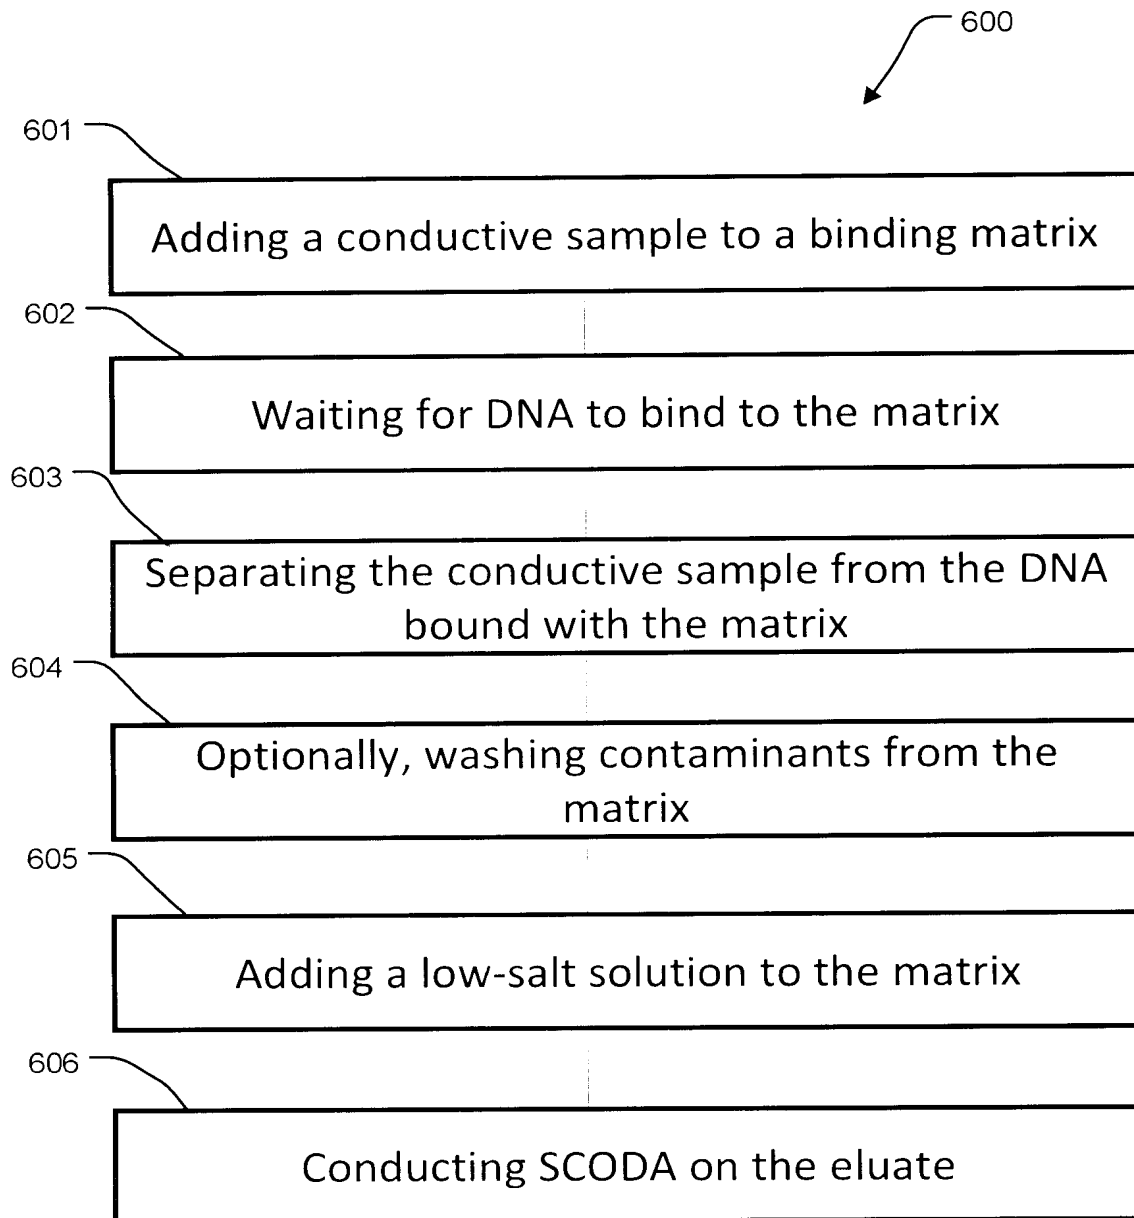 600
601
Adding a conductive sample to a binding matrix
602
Waiting for DNA to bind to the matrix
603
Separating the conductive sample from the DNA
bound with the matrix
604
Optionally, washing contaminants from the
matrix
605
Adding a low-salt solution to the matrix
606
Conducting SCODA on the eluate